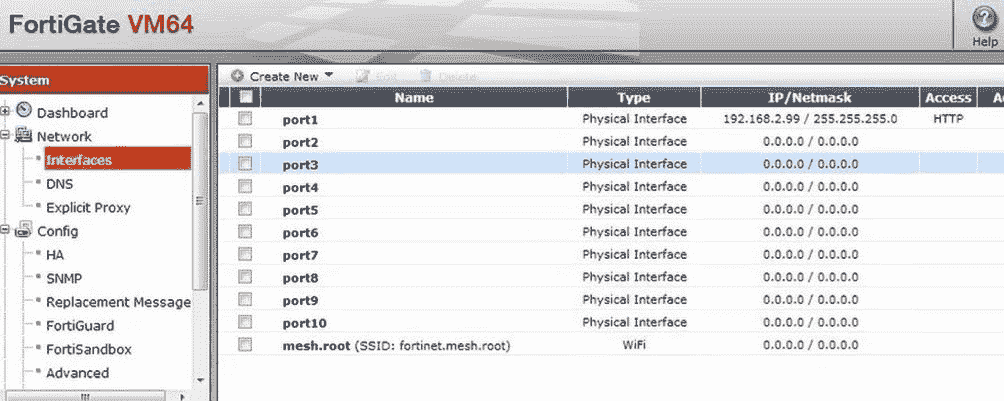 FortiGate VM64
Help
System
Create New Edit Delete
Name Type IP/Netmask Access A
Dashboard
Network
Interfaces
DNS
Explicit Proxy
Config
HA
SNMP
Replacement Message
FortiGuard
FortiSandbox
Advanced
port1 Physical Interface 192.168.2.99 / 255.255.255.0 HTTP
port2 Physical Interface 0.0.0.0 / 0.0.0.0
port3 Physical Interface 0.0.0.0 / 0.0.0.0
port4 Physical Interface 0.0.0.0 / 0.0.0.0
port5 Physical Interface 0.0.0.0 / 0.0.0.0
port6 Physical Interface 0.0.0.0 / 0.0.0.0
port7 Physical Interface 0.0.0.0 / 0.0.0.0
port8 Physical Interface 0.0.0.0 / 0.0.0.0
port9 Physical Interface 0.0.0.0 / 0.0.0.0
port10 Physical Interface 0.0.0.0 / 0.0.0.0
mesh.root (SSID: fortinet.mesh.root) WiFi 0.0.0.0 / 0.0.0.0